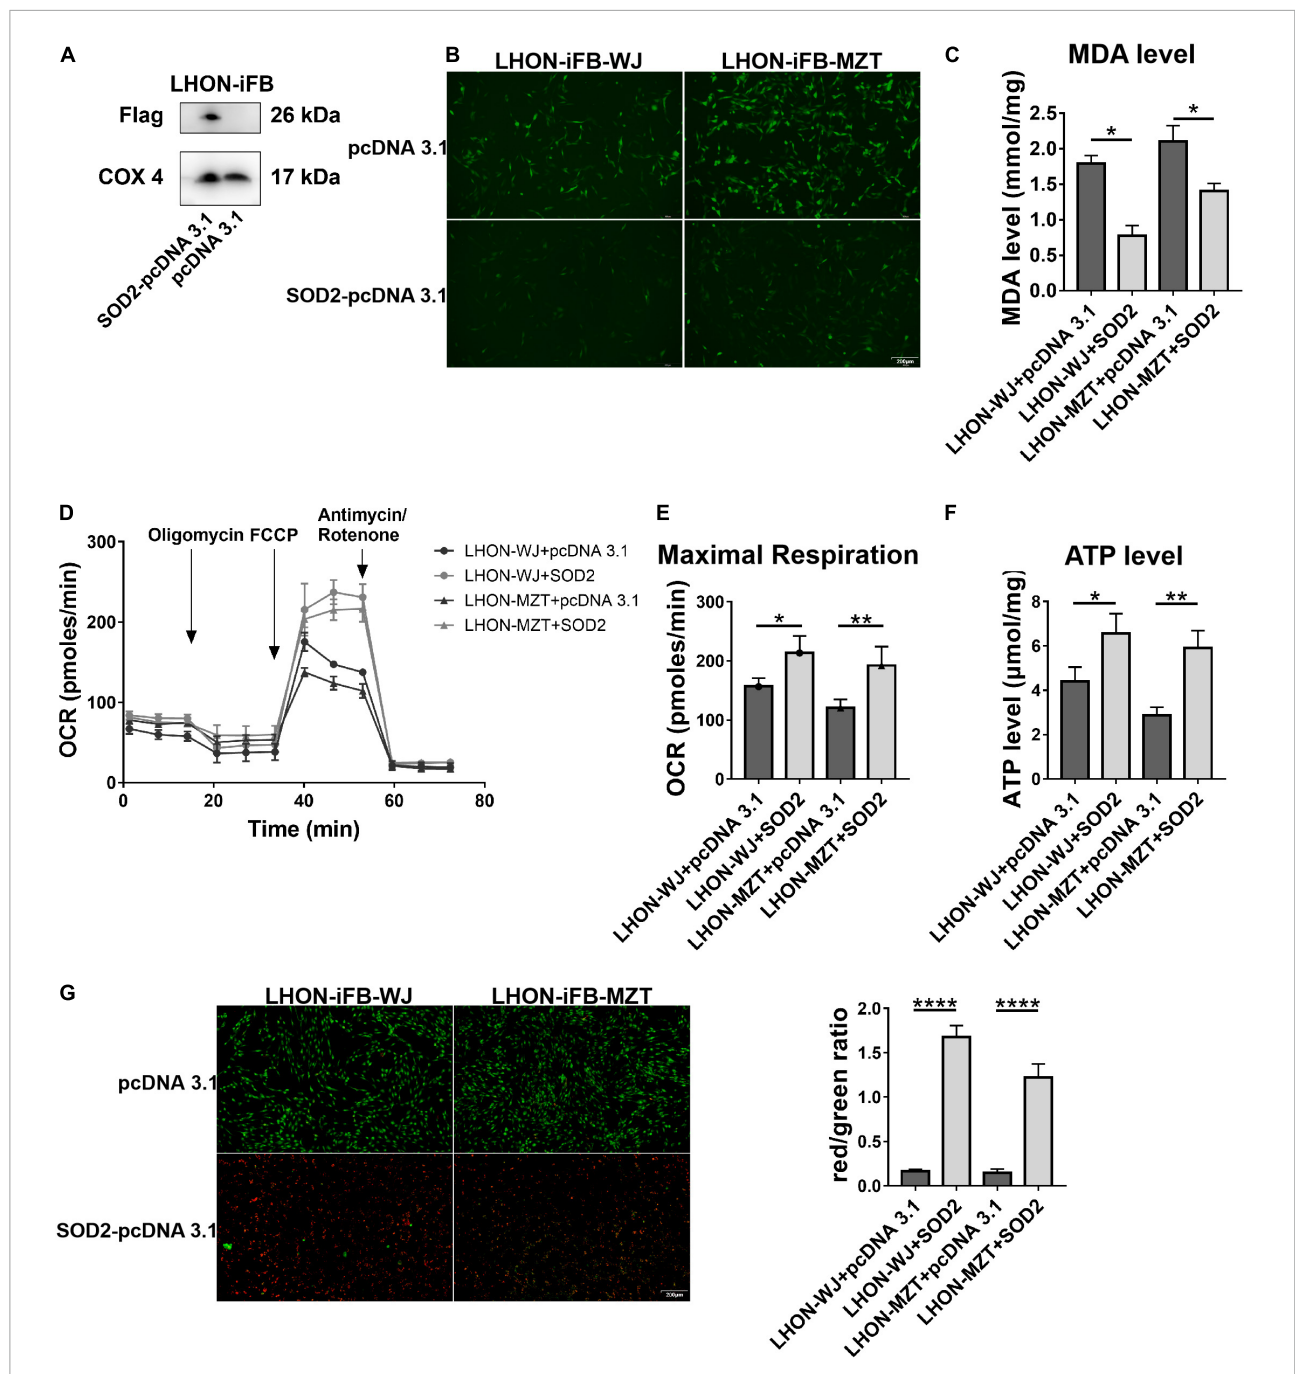 A
LHON-iFB
Flag
26 kDa
COX 4
17 kDa
SOD2-pcDNA 3.1
pcDNA 3.1
B
LHON-iFB-WJ
LHON-iFB-MZT
pcDNA 3.1
SOD2-pcDNA 3.1
200μm
C
MDA level
MDA level (mmol/mg)
2.5
2.0
1.5
1.0
0.5
0.0
*
*
LHON-WJ+pcDNA 3.1
LHON-WJ+SOD2
LHON-MZT+pcDNA 3.1
LHON-MZT+SOD2
D
Oligomycin
FCCP
Antimycin/
Rotenone
OCR (pmoles/min)
300
200
100
0
0
20
40
60
80
Time (min)
LHON-WJ+pcDNA 3.1
LHON-WJ+SOD2
LHON-MZT+pcDNA 3.1
LHON-MZT+SOD2
E
Maximal Respiration
OCR (pmoles/min)
300
200
100
0
*
**
LHON-WJ+pcDNA 3.1
LHON-WJ+SOD2
LHON-MZT+pcDNA 3.1
LHON-MZT+SOD2
F
ATP level
ATP level (μmol/mg)
8
6
4
2
0
*
**
LHON-WJ+pcDNA 3.1
LHON-WJ+SOD2
LHON-MZT+pcDNA 3.1
LHON-MZT+SOD2
G
LHON-iFB-WJ
LHON-iFB-MZT
pcDNA 3.1
SOD2-pcDNA 3.1
200μm
red/green ratio
2.0
1.5
1.0
0.5
0.0
****
****
LHON-WJ+pcDNA 3.1
LHON-WJ+SOD2
LHON-MZT+pcDNA 3.1
LHON-MZT+SOD2